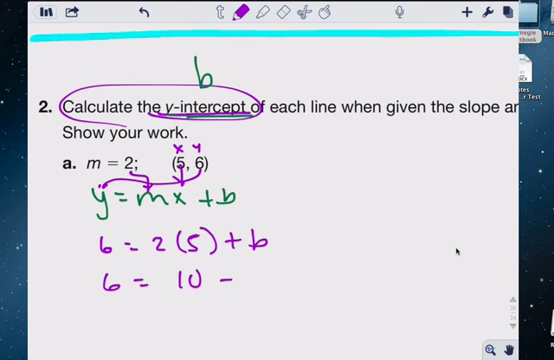 b
2. Calculate the y-intercept of each line when given the slope ar
Show your work.
x y
a. m = 2; (5, 6)
y = mx + b
6 = 2 (5) + b
6 = 10 -